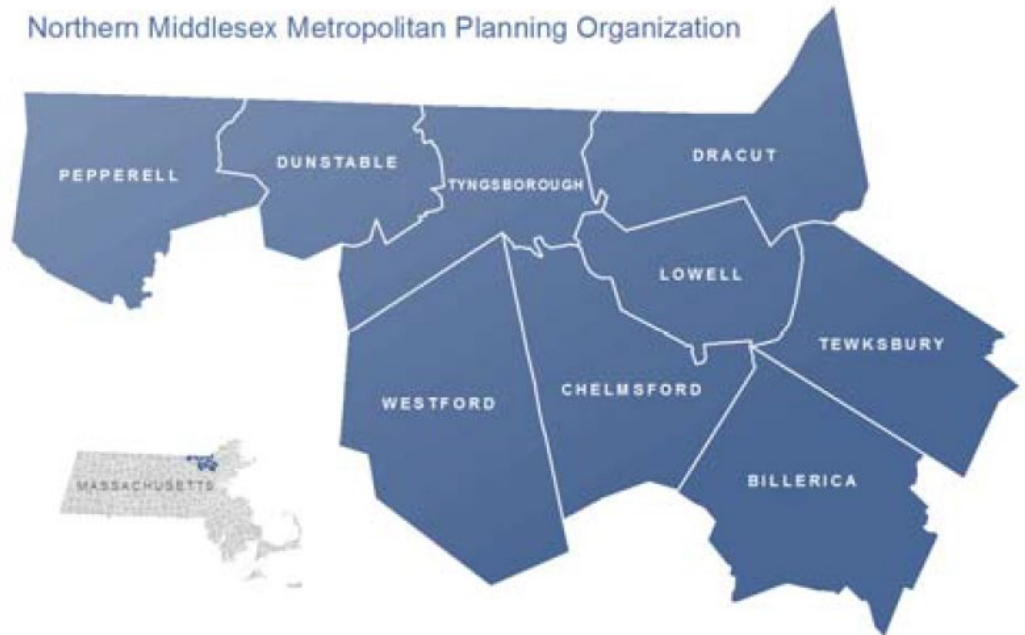 Northern Middlesex Metropolitan Planning Organization
PEPPERELL
DUNSTABLE
TYNGSBOROUGH
DRACUT
LOWELL
TEWKSBURY
WESTFORD
CHELMSFORD
BILLERICA
MASSACHUSETTS